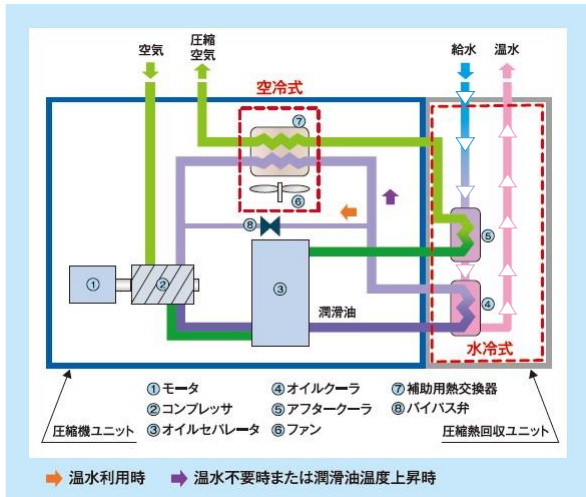 空気
圧縮
空気
給水
温水
空冷式
⑦
⑥
⑧
⑤
①
②
③
④
潤滑油
水冷式
①モータ
②コンプレッサ
③オイルセパレータ
④オイルクーラ
⑤アフタークーラ
⑥ファン
⑦補助用熱交換器
⑧バイパス弁
圧縮機ユニット
圧縮熱回収ユニット
温水利用時
温水不要時または潤滑油温度上昇時